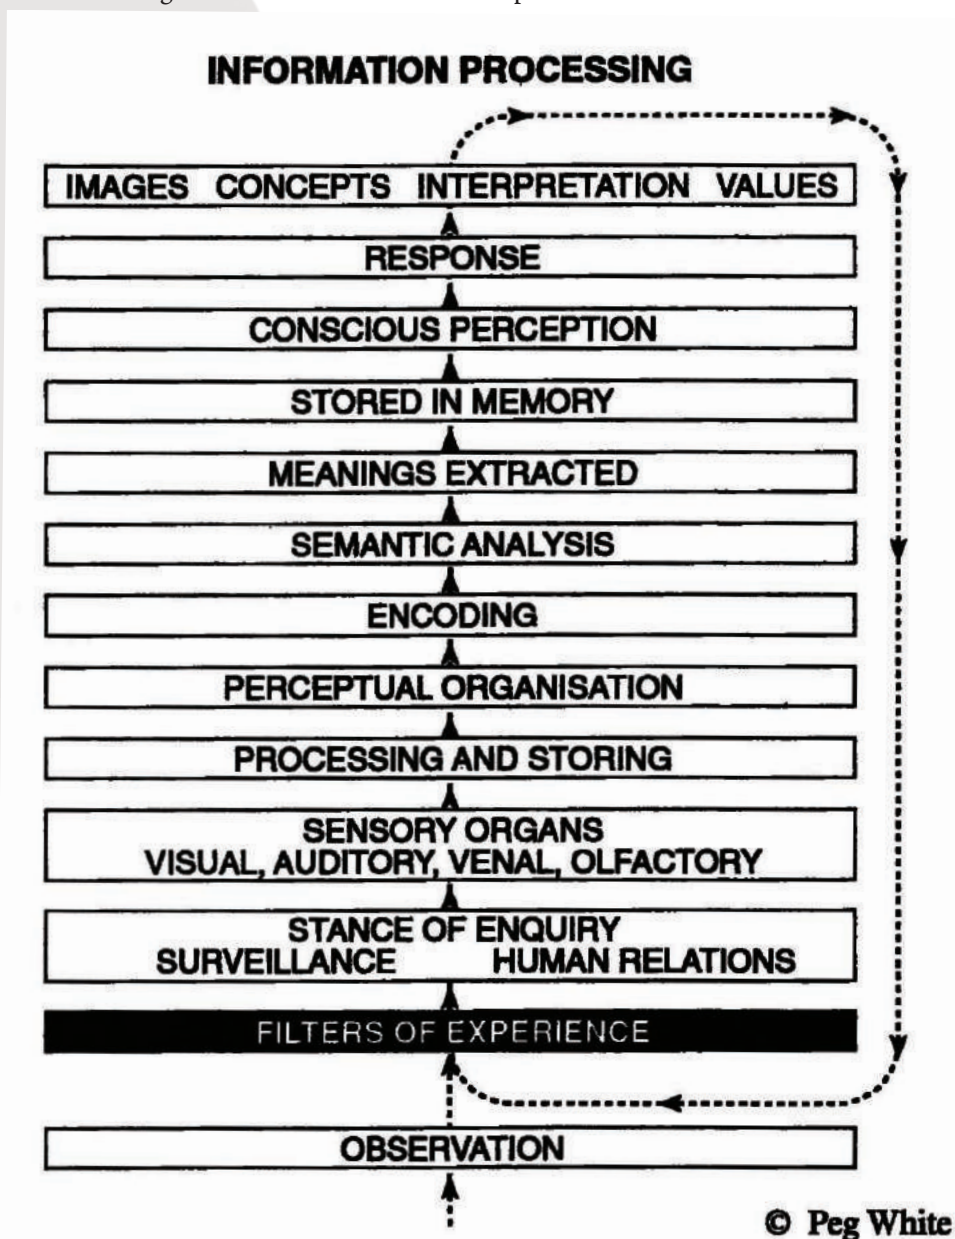 INFORMATION PROCESSING
IMAGES CONCEPTS INTERPRETATION VALUES
RESPONSE
CONSCIOUS PERCEPTION
STORED IN MEMORY
MEANINGS EXTRACTED
SEMANTIC ANALYSIS
ENCODING
PERCEPTUAL ORGANISATION
PROCESSING AND STORING
SENSORY ORGANS
VISUAL, AUDITORY, VENAL, OLFACTORY
STANCE OF ENQUIRY
SURVEILLANCE HUMAN RELATIONS
FILTERS OF EXPERIENCE
OBSERVATION
© Peg White